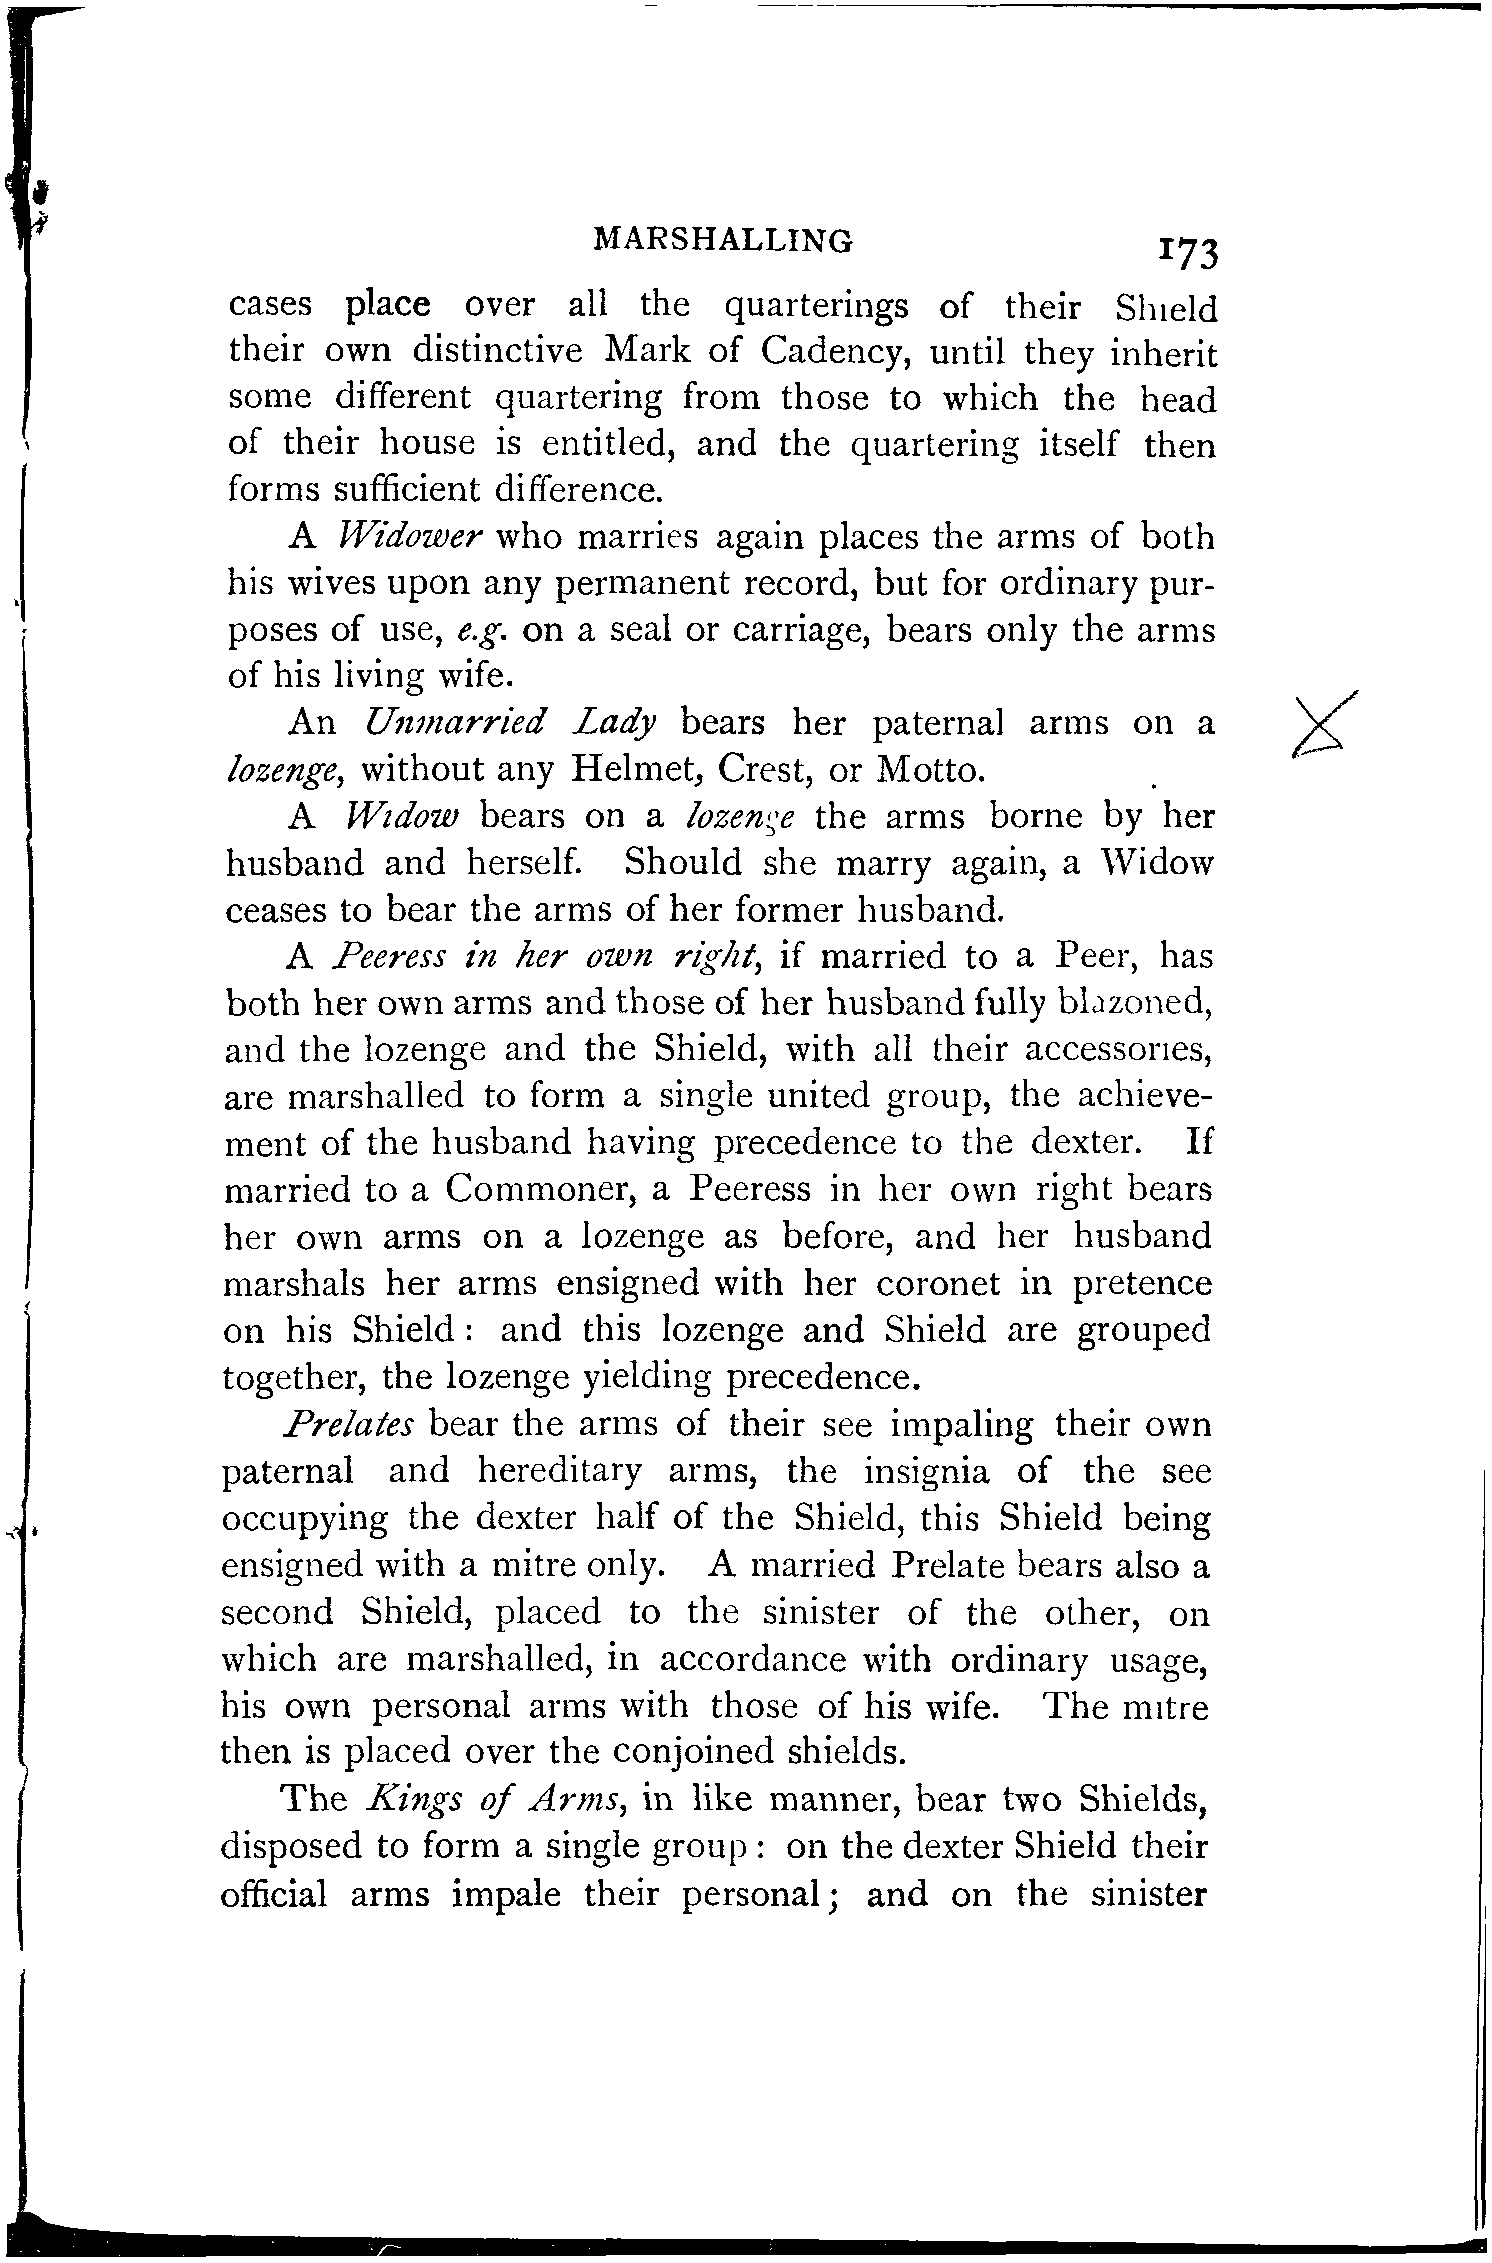 MARSHALLING 173
cases place over all the quarterings of their Shield
their own distinctive Mark of Cadency, until they inherit
some different quartering from those to which the head
of their house is entitled, and the quartering itself then
forms sufficient difference.
A Widower who marries again places the arms of both
his wives upon any permanent record, but for ordinary pur-
poses of use, e.g. on a seal or carriage, bears only the arms
of his living wife.
An Unmarried Lady bears her paternal arms on a
lozenge, without any Helmet, Crest, or Motto.
A Widow bears on a lozenge the arms borne by her
husband and herself. Should she marry again, a Widow
ceases to bear the arms of her former husband.
A Peeress in her own right, if married to a Peer, has
both her own arms and those of her husband fully blazoned,
and the lozenge and the Shield, with all their accessories,
are marshalled to form a single united group, the achieve-
ment of the husband having precedence to the dexter. If
married to a Commoner, a Peeress in her own right bears
her own arms on a lozenge as before, and her husband
marshals her arms ensigned with her coronet in pretence
on his Shield : and this lozenge and Shield are grouped
together, the lozenge yielding precedence.
Prelates bear the arms of their see impaling their own
paternal and hereditary arms, the insignia of the see
occupying the dexter half of the Shield, this Shield being
ensigned with a mitre only. A married Prelate bears also a
second Shield, placed to the sinister of the other, on
which are marshalled, in accordance with ordinary usage,
his own personal arms with those of his wife. The mitre
then is placed over the conjoined shields.
The Kings of Arms, in like manner, bear two Shields,
disposed to form a single group : on the dexter Shield their
official arms impale their personal ; and on the sinister